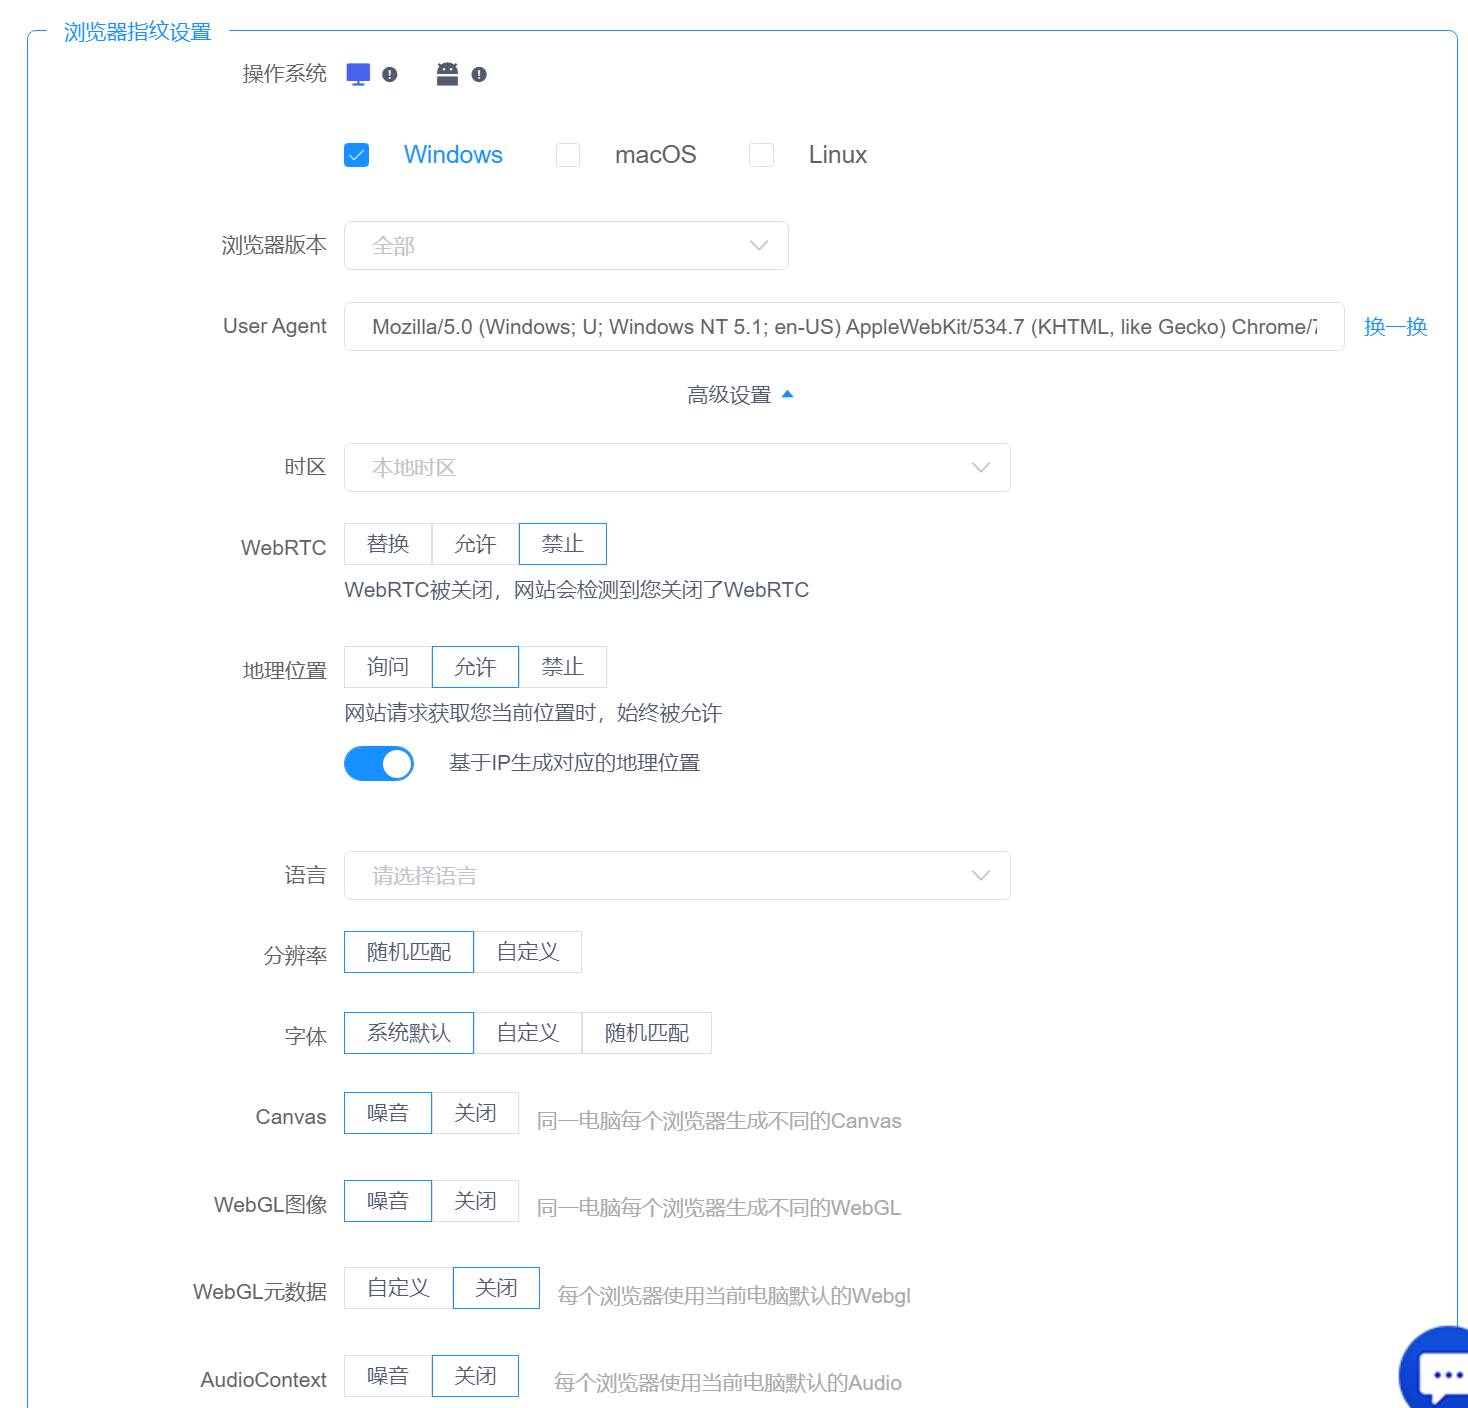 浏览器指纹设置
操作系统
Windows macOS Linux
浏览器版本 全部
User Agent Mozilla/5.0 (Windows; U; Windows NT 5.1; en-US) AppleWebKit/534.7 (KHTML, like Gecko) Chrome/7 换一换
高级设置
时区 本地时区
WebRTC 替换 允许 禁止
WebRTC被关闭，网站会检测到您关闭了WebRTC
地理位置 询问 允许 禁止
网站请求获取您当前位置时，始终被允许
基于IP生成对应的地理位置
语言 请选择语言
分辨率 随机匹配 自定义
字体 系统默认 自定义 随机匹配
Canvas 噪音 关闭 同一电脑每个浏览器生成不同的Canvas
WebGL图像 噪音 关闭 同一电脑每个浏览器生成不同的WebGL
WebGL元数据 自定义 关闭 每个浏览器使用当前电脑默认的Webgl
AudioContext 噪音 关闭 每个浏览器使用当前电脑默认的Audio